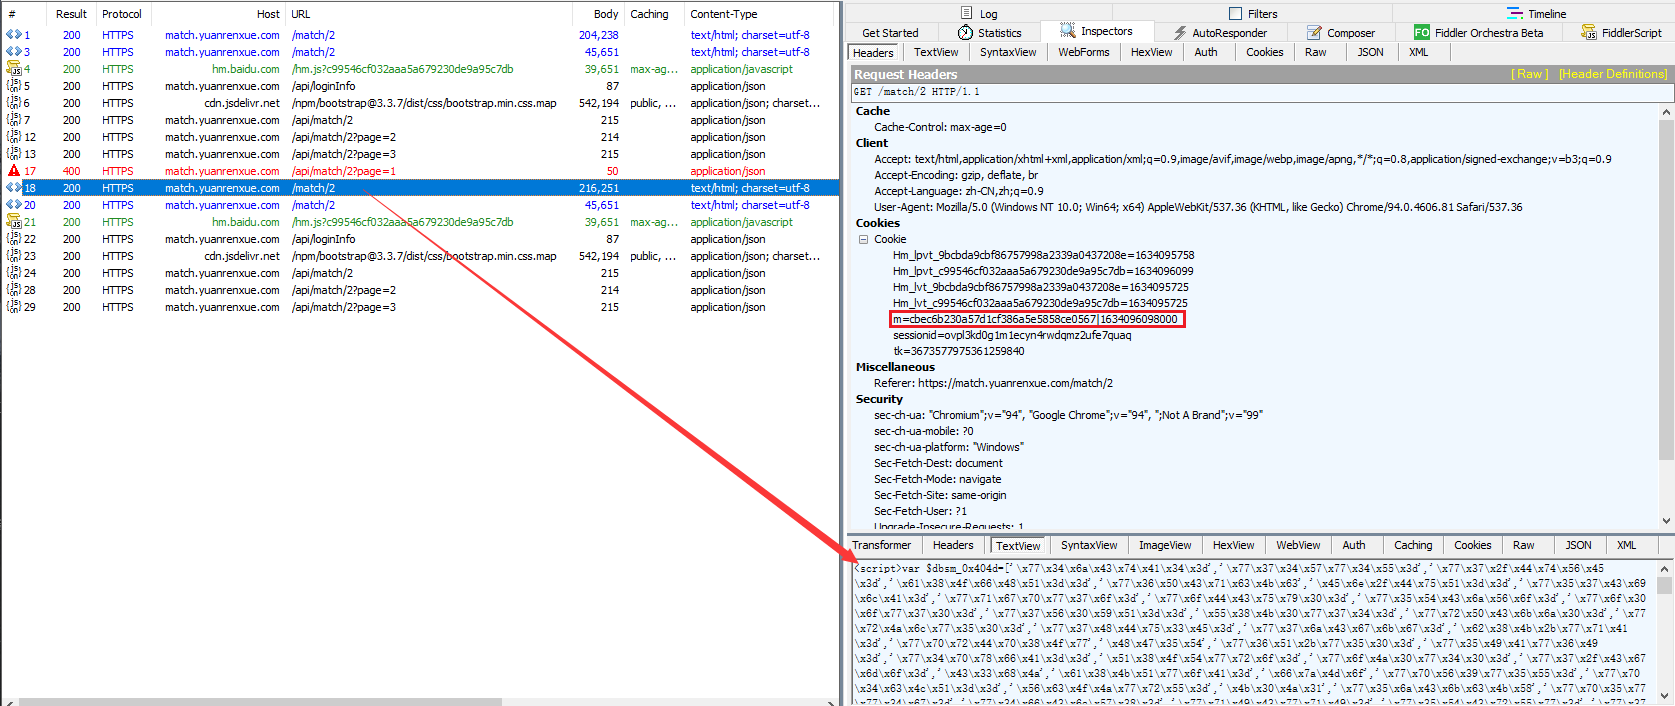 # Result Protocol Host URL Body Caching Content-Type
1 200 HTTPS match.yuanrenxue.com /match/2 204,238 text/html; charset=utf-8
3 200 HTTPS match.yuanrenxue.com /match/2 45,651 text/html; charset=utf-8
4 200 HTTPS hm.baidu.com /hm.js?c99546cf032aaa5a679230de9a95c7db 39,651 max-ag... application/javascript
5 200 HTTPS match.yuanrenxue.com /api/loginInfo 87 application/json
6 200 HTTPS cdn.jsdelivr.net /npm/bootstrap@3.3.7/dist/css/bootstrap.min.css.map 542,194 public, ... application/json; charset...
7 200 HTTPS match.yuanrenxue.com /api/match/2 215 application/json
12 200 HTTPS match.yuanrenxue.com /api/match/2?page=2 214 application/json
13 200 HTTPS match.yuanrenxue.com /api/match/2?page=3 215 application/json
17 400 HTTPS match.yuanrenxue.com /api/match/2?page=1 50 application/json
18 200 HTTPS match.yuanrenxue.com /match/2 216,251 text/html; charset=utf-8
20 200 HTTPS match.yuanrenxue.com /match/2 45,651 text/html; charset=utf-8
21 200 HTTPS hm.baidu.com /hm.js?c99546cf032aaa5a679230de9a95c7db 39,651 max-ag... application/javascript
22 200 HTTPS match.yuanrenxue.com /api/loginInfo 87 application/json
23 200 HTTPS cdn.jsdelivr.net /npm/bootstrap@3.3.7/dist/css/bootstrap.min.css.map 542,194 public, ... application/json; charset...
24 200 HTTPS match.yuanrenxue.com /api/match/2 215 application/json
28 200 HTTPS match.yuanrenxue.com /api/match/2?page=2 214 application/json
29 200 HTTPS match.yuanrenxue.com /api/match/2?page=3 215 application/json
Log Filters Timeline
Get Started Statistics Inspectors AutoResponder Composer FO Fiddler Orchestra Beta FiddlerScript
Headers TextView SyntaxView WebForms HexView Auth Cookies Raw JSON XML
Request Headers [ Raw ] [Header Definitions]
GET /match/2 HTTP/1.1
Cache
Cache-Control: max-age=0
Client
Accept: text/html,application/xhtml+xml,application/xml;q=0.9,image/avif,image/webp,image/apng,*/*;q=0.8,application/signed-exchange;v=b3;q=0.9
Accept-Encoding: gzip, deflate, br
Accept-Language: zh-CN,zh;q=0.9
User-Agent: Mozilla/5.0 (Windows NT 10.0; Win64; x64) AppleWebKit/537.36 (KHTML, like Gecko) Chrome/94.0.4606.81 Safari/537.36
Cookies
Cookie
Hm_lpvt_9bcbda9cbf86757998a2339a0437208e=1634095758
Hm_lpvt_c99546cf032aaa5a679230de9a95c7db=1634096099
Hm_lvt_9bcbda9cbf86757998a2339a0437208e=1634095725
Hm_lvt_c99546cf032aaa5a679230de9a95c7db=1634095725
m=cbec6b230a57d1cf386a5e5858ce0567|1634096098000
sessionid=ovpl3kd0g1m1ecyn4rwdqmz2ufe7quaq
tk=3673577975361259840
Miscellaneous
Referer: https://match.yuanrenxue.com/match/2
Security
sec-ch-ua: "Chromium";v="94", "Google Chrome";v="94", ";Not A Brand";v="99"
sec-ch-ua-mobile: ?0
sec-ch-ua-platform: "Windows"
Sec-Fetch-Dest: document
Sec-Fetch-Mode: navigate
Sec-Fetch-Site: same-origin
Sec-Fetch-User: ?1
Upgrade-Insecure-Requests: 1
Transformer Headers TextView SyntaxView ImageView HexView WebView Auth Caching Cookies Raw JSON XML
<script>var $dbsm_0x404d=['\x77\x34\x6a\x43\x74\x41\x34\x3d','\x77\x37\x34\x57\x77\x34\x55\x3d','\x77\x37\x2f\x44\x74\x56\x45
\x3d','\x61\x38\x4f\x66\x48\x51\x3d\x3d','\x77\x36\x50\x43\x71\x63\x4b\x63','\x45\x6e\x2f\x44\x75\x51\x3d\x3d','\x77\x35\x37\x43\x69
\x6c\x41\x3d','\x77\x71\x67\x70\x77\x37\x6f\x3d','\x77\x6f\x44\x43\x75\x79\x30\x3d','\x77\x35\x54\x43\x6a\x56\x6f\x3d','\x77\x6f\x30
\x6f\x77\x37\x30\x3d','\x77\x37\x56\x30\x59\x51\x3d\x3d','\x55\x38\x4b\x30\x77\x37\x34\x3d','\x77\x72\x50\x43\x6b\x6a\x30\x3d','\x77
\x72\x4a\x6c\x77\x35\x30\x3d','\x77\x37\x48\x44\x75\x33\x45\x3d','\x77\x37\x6a\x43\x67\x6b\x67\x3d','\x62\x38\x4b\x2b\x77\x71\x41
\x3d','\x77\x70\x72\x44\x70\x38\x4f\x77','\x48\x47\x35\x54','\x77\x36\x51\x2b\x77\x35\x30\x3d','\x77\x35\x49\x41\x77\x36\x49
\x3d','\x77\x34\x70\x78\x66\x41\x3d\x3d','\x51\x38\x4f\x54\x77\x72\x6f\x3d','\x77\x6f\x4a\x30\x77\x34\x30\x3d','\x77\x37\x2f\x43\x67
\x6d\x6f\x3d','\x43\x33\x68\x4a','\x61\x38\x4b\x51\x77\x6f\x41\x3d','\x66\x7a\x4d\x6f','\x77\x70\x56\x39\x77\x35\x55\x3d','\x77\x70
\x34\x63\x4c\x51\x3d\x3d','\x56\x63\x4f\x4a\x77\x72\x55\x3d','\x4b\x30\x4a\x31','\x77\x35\x6a\x43\x6b\x63\x4b\x58','\x77\x70\x35\x77